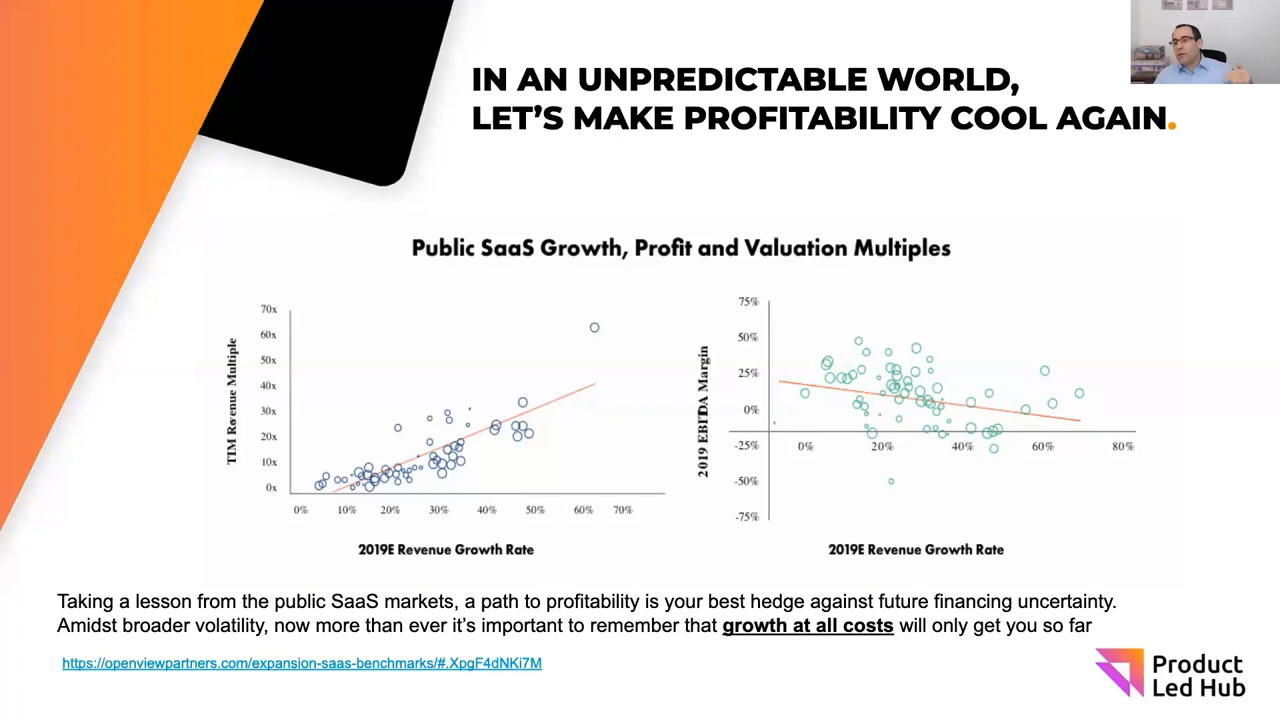 IN AN UNPREDICTABLE WORLD,
LET'S MAKE PROFITABILITY COOL AGAIN.
Public SaaS Growth, Profit and Valuation Multiples
TIM Revenue Multiple
70x
60x
50x
40x
30x
20x
10x
0x
0% 10% 20% 30% 40% 50% 60% 70%
2019E Revenue Growth Rate
2019 EBITDA Margin
75%
50%
25%
0%
-25%
-50%
-75%
0% 20% 40% 60% 80%
2019E Revenue Growth Rate
Taking a lesson from the public SaaS markets, a path to profitability is your best hedge against future financing uncertainty.
Amidst broader volatility, now more than ever it's important to remember that growth at all costs will only get you so far
https://openviewpartners.com/expansion-saas-benchmarks/#.XpgF4dNKi7M
Product
Led Hub